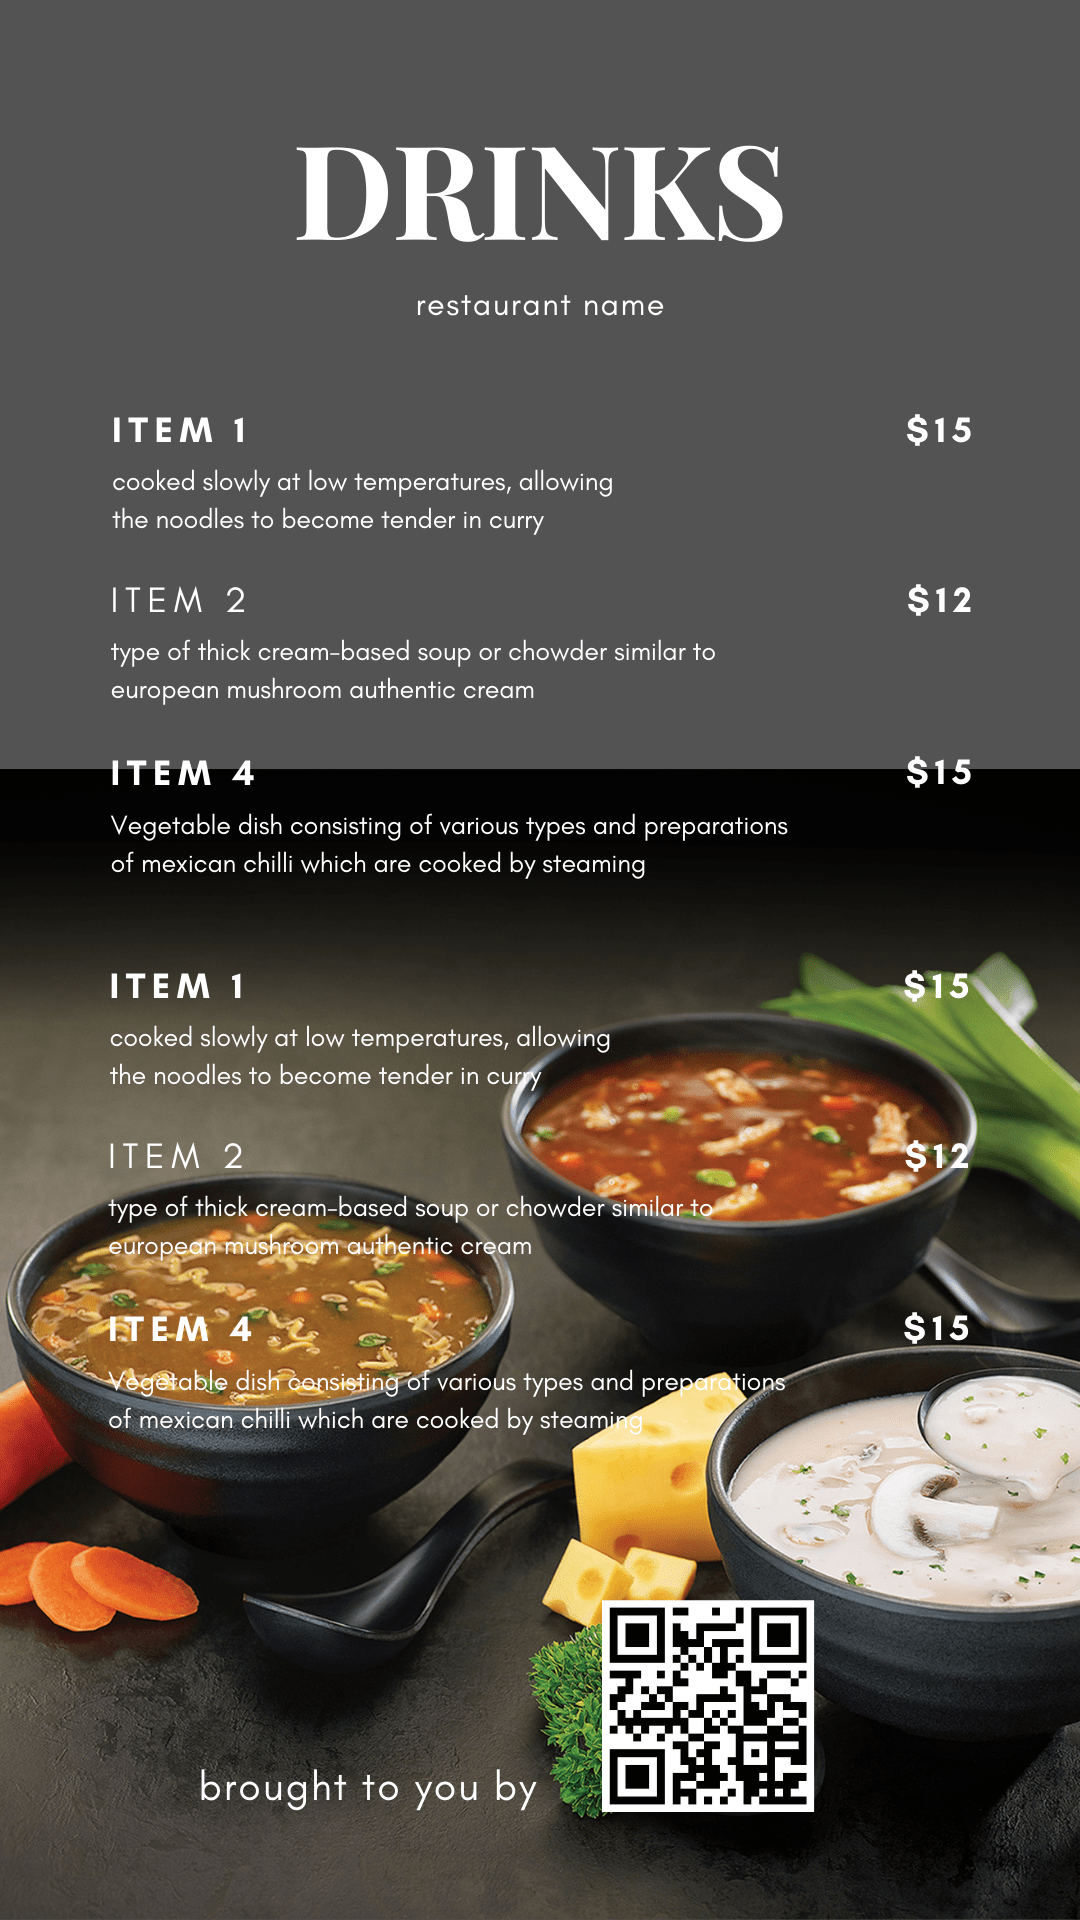 DRINKS
restaurant name
ITEM 1 $15
cooked slowly at low temperatures, allowing
the noodles to become tender in curry
ITEM 2 $12
type of thick cream-based soup or chowder similar to
european mushroom authentic cream
ITEM 4 $15
Vegetable dish consisting of various types and preparations
of mexican chilli which are cooked by steaming
ITEM 1 $15
cooked slowly at low temperatures, allowing
the noodles to become tender in curry
ITEM 2 $12
type of thick cream-based soup or chowder similar to
european mushroom authentic cream
ITEM 4 $15
Vegetable dish consisting of various types and preparations
of mexican chilli which are cooked by steaming
brought to you by